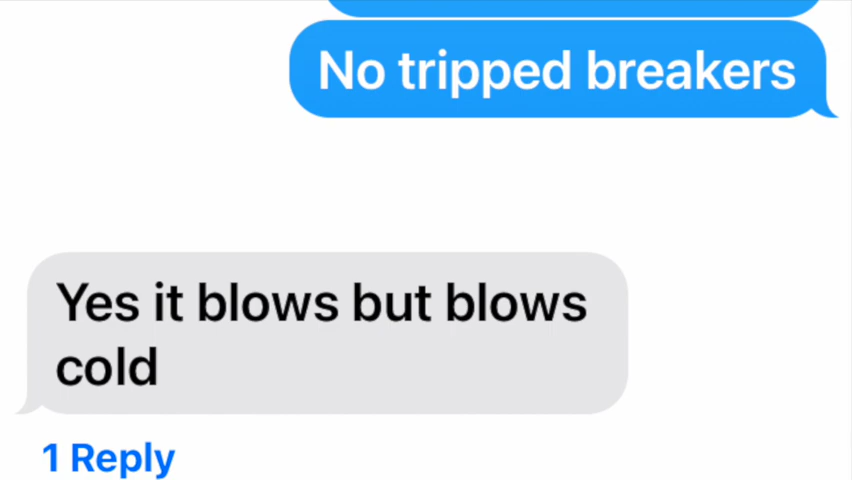 No tripped breakers
Yes it blows but blows
cold
1 Reply